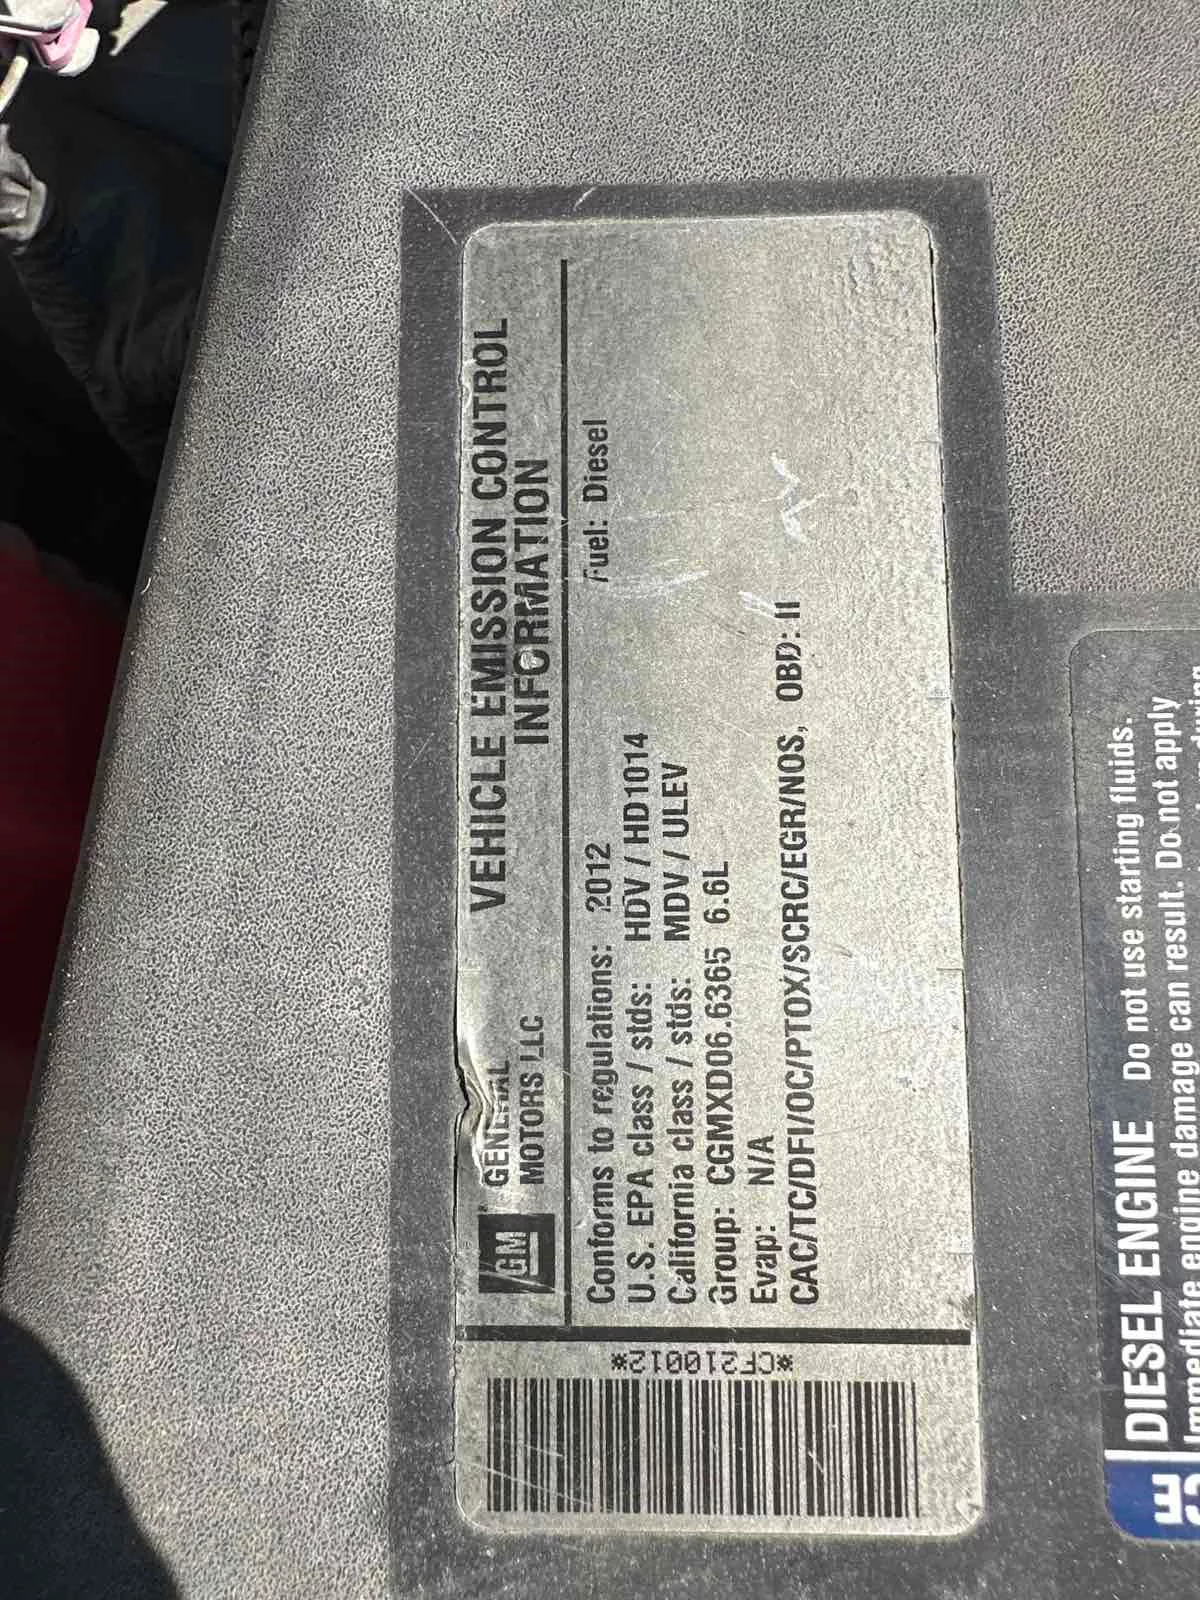 GM
GENERAL
MOTORS LLC
VEHICLE EMISSION CONTROL
INFORMATION
Conforms to regulations: 2012
Fuel: Diesel
U.S. EPA class / stds: HDV / HD1014
California class / stds: MDV / ULEV
Group: CGMXD06.6365 6.6L
Evap: N/A
CAC/TC/DFI/OC/PTOX/SCRC/EGR/NOS, OBD: II
*CF210012*
DIESEL ENGINE Do not use starting fluids.
Immediate engine damage can result. Do not apply